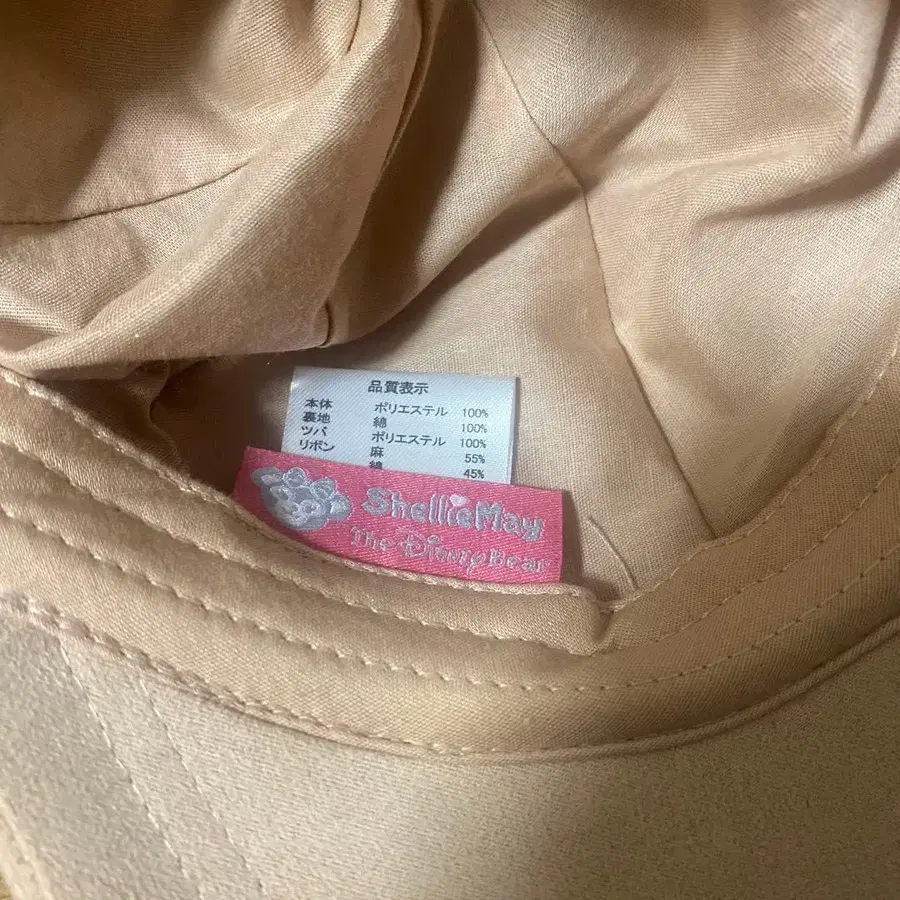 品質表示
本体 ポリエステル 100%
裏地 綿 100%
ツバ ポリエステル 100%
リボン 麻 55%
綿 45%
ShellieMay
The Disney Bear